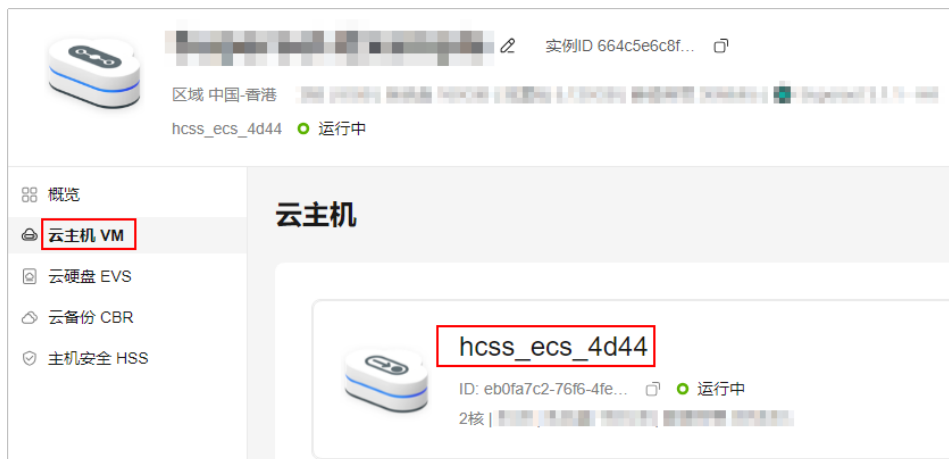 实例ID 664c5e6c8f...
区域 中国-香港
hcss_ecs_4d44 运行中
概览
云主机 VM
云硬盘 EVS
云备份 CBR
主机安全 HSS
云主机
hcss_ecs_4d44
ID: eb0fa7c2-76f6-4fe... 运行中
2核 |